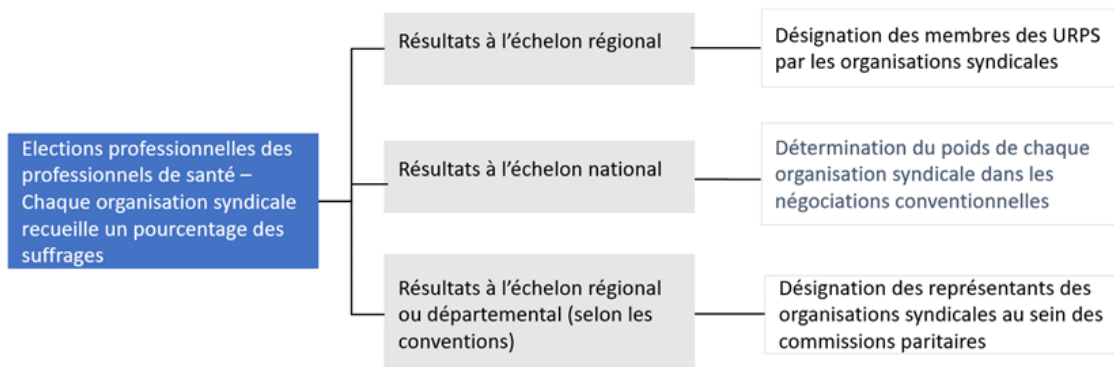 Elections professionnelles des
professionnels de santé –
Chaque organisation syndicale
recueille un pourcentage des
suffrages
Résultats à l'échelon régional
Désignation des membres des URPS
par les organisations syndicales
Résultats à l'échelon national
Détermination du poids de chaque
organisation syndicale dans les
négociations conventionnelles
Résultats à l'échelon régional
ou départemental (selon les
conventions)
Désignation des représentants des
organisations syndicales au sein des
commissions paritaires